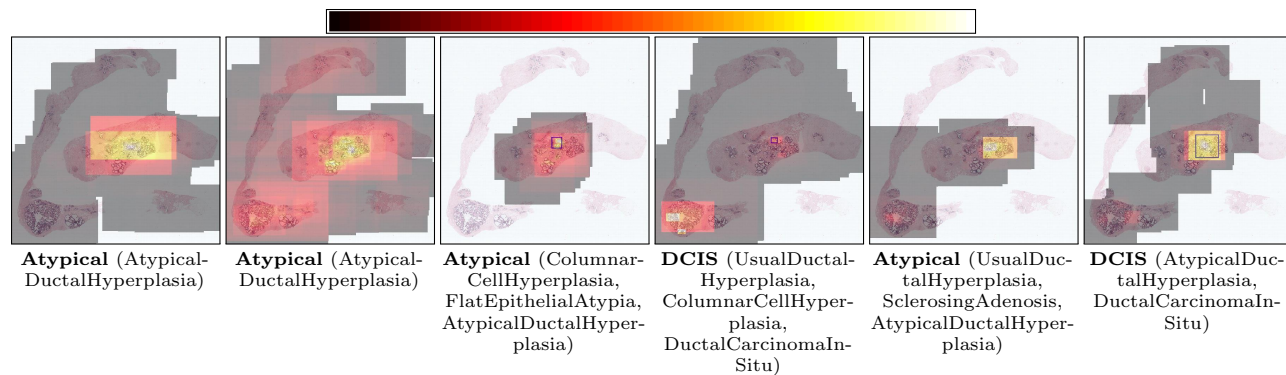 Atypical (Atypical-
DuctalHyperplasia)
Atypical (Atypical-
DuctalHyperplasia)
Atypical (Columnar-
CellHyperplasia,
FlatEpithelialAtypia,
AtypicalDuctalHyper-
plasia)
DCIS (UsualDuctal-
Hyperplasia,
ColumnarCellHyper-
plasia,
DuctalCarcinomaIn-
Situ)
Atypical (UsualDuc-
talHyperplasia,
SclerosingAdenosis,
AtypicalDuctalHyper-
plasia)
DCIS (AtypicalDuc-
talHyperplasia,
DuctalCarcinomaIn-
Situ)